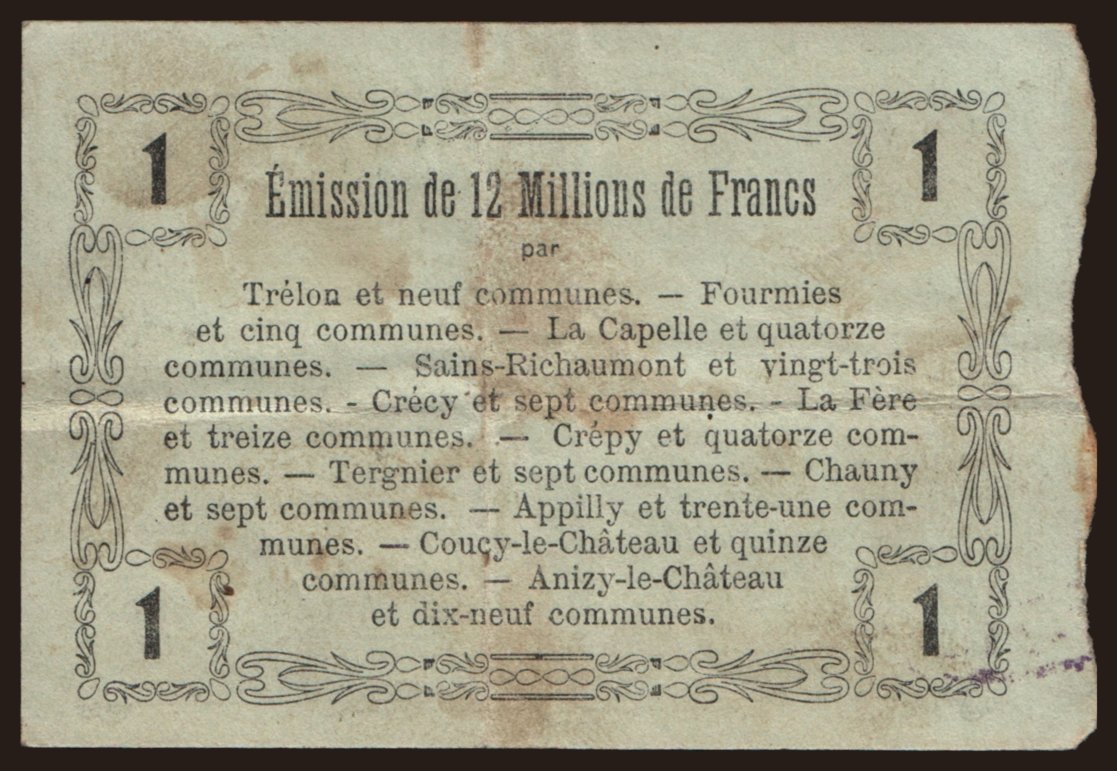 1 1
Émission de 12 Millions de Francs
par
Trélon et neuf communes. — Fourmies
et cinq communes. — La Capelle et quatorze
communes. — Sains-Richaumont et vingt-trois
communes. - Crécy et sept communes. - La Fère
et treize communes. — Crépy et quatorze com-
munes. — Tergnier et sept communes. — Chauny
et sept communes. — Appilly et trente-une com-
munes. — Coucy-le-Château et quinze
communes. — Anizy-le-Château
et dix-neuf communes.
1 1